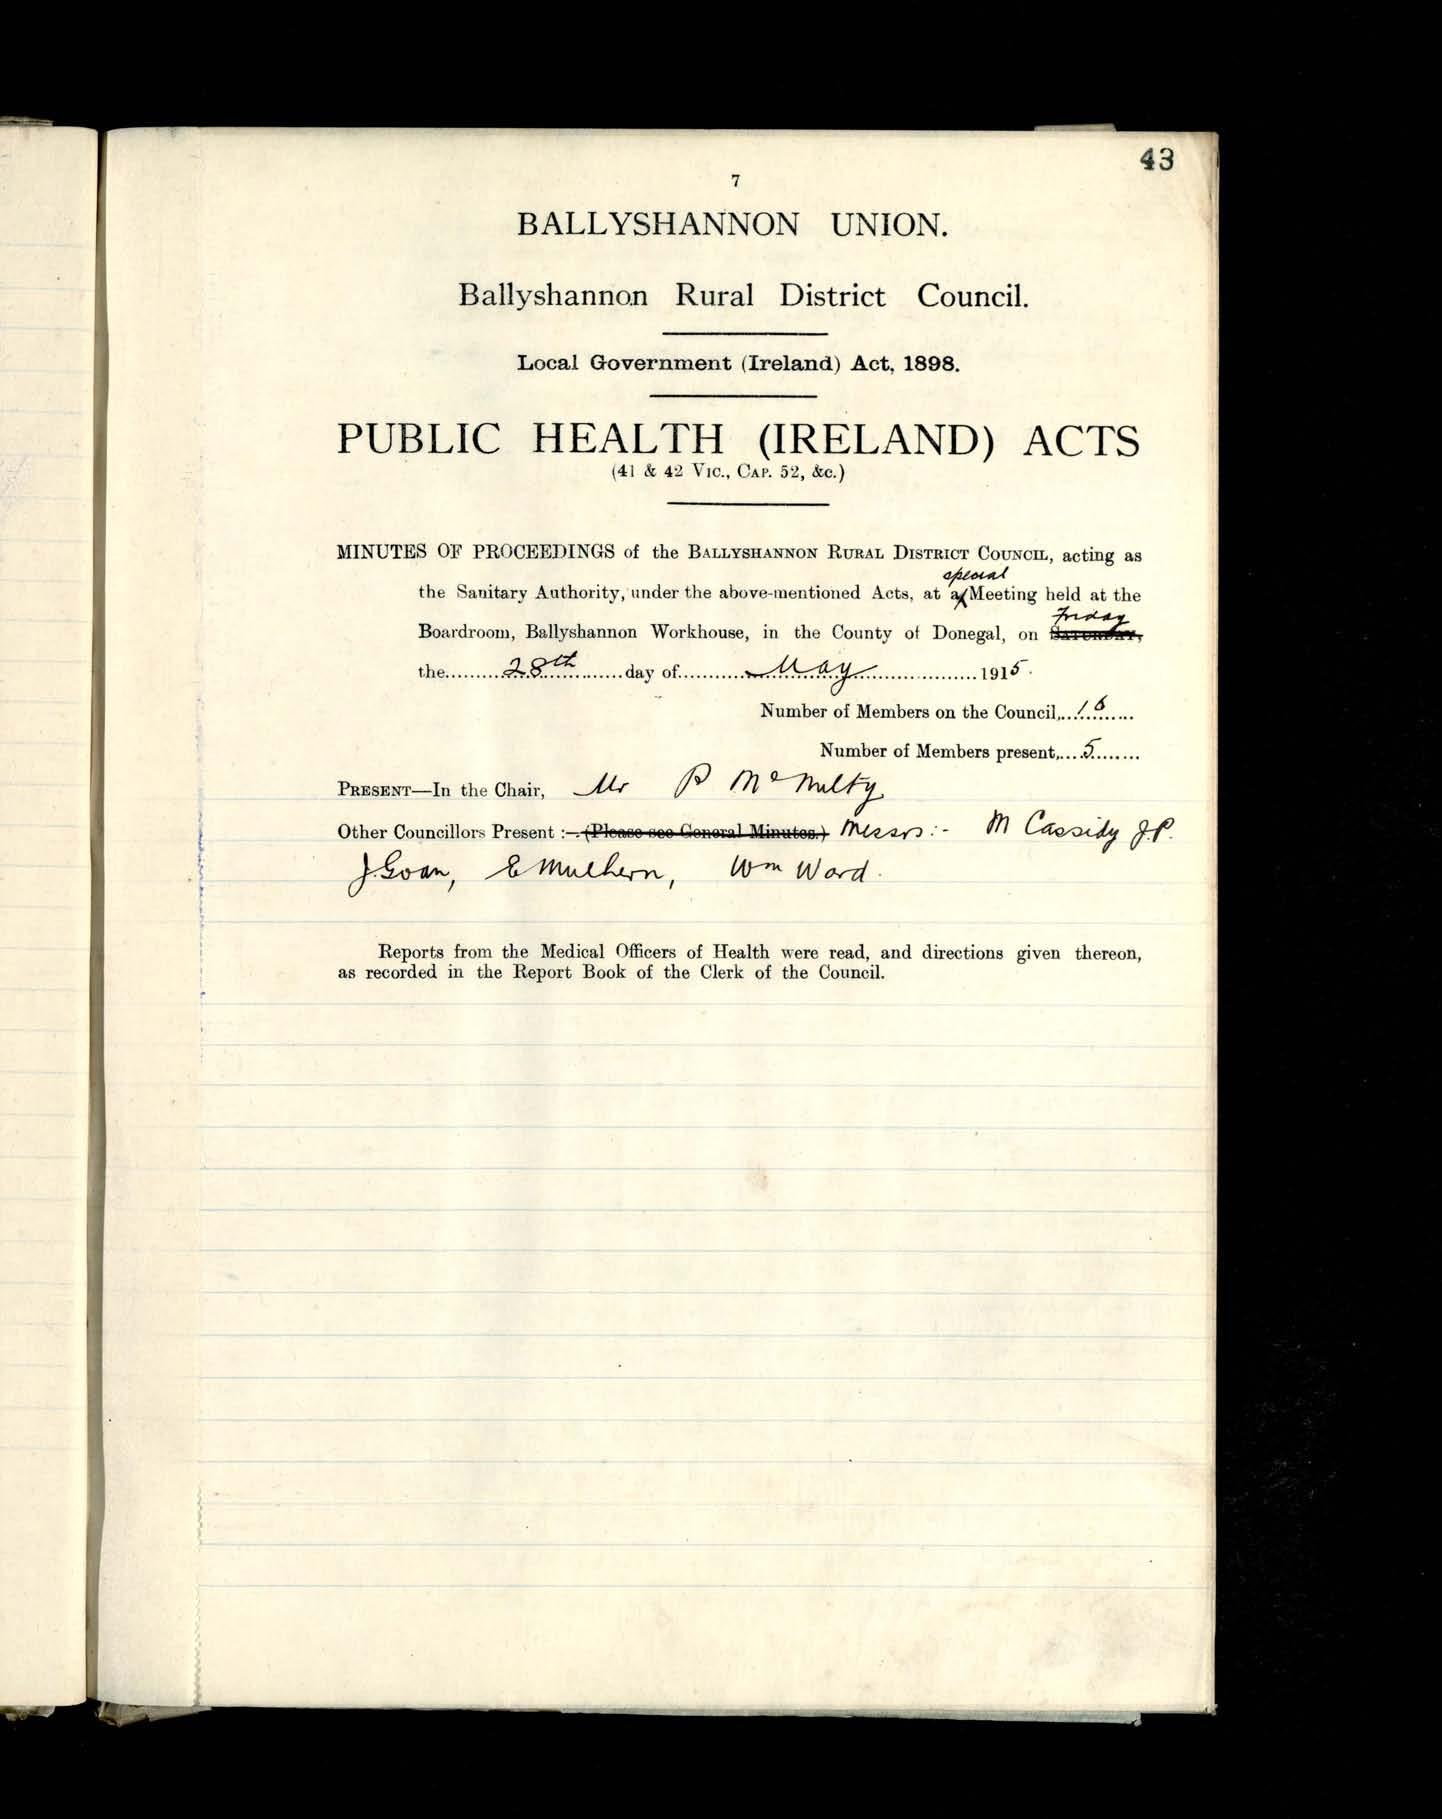 43
7
BALLYSHANNON UNION.
Ballyshannon Rural District Council.
Local Government (Ireland) Act, 1898.
PUBLIC HEALTH (IRELAND) ACTS
(41 & 42 Vic., Cap. 52, &c.)
MINUTES OF PROCEEDINGS of the Ballyshannon Rural District Council, acting as
special
the Sanitary Authority, under the above-mentioned Acts, at a Meeting held at the
Friday
Boardroom, Ballyshannon Workhouse, in the County of Donegal, on Saturday,
the..........28th..........day of..........May..........1915.
Number of Members on the Council,...16......
Number of Members present,....5........
Present—In the Chair, Mr P McNulty
Other Councillors Present :—.(Please see General Minutes.) Messrs:- M Cassidy J.P.
J. Goan, E Mulhern, Wm Ward.
Reports from the Medical Officers of Health were read, and directions given thereon,
as recorded in the Report Book of the Clerk of the Council.